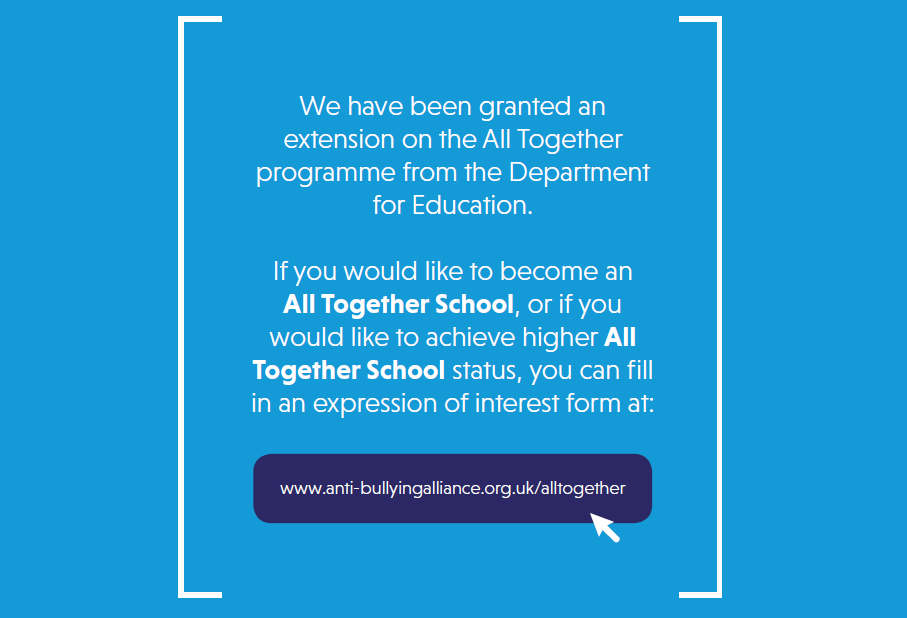 We have been granted an
extension on the All Together
programme from the Department
for Education.
If you would like to become an
All Together School, or if you
would like to achieve higher All
Together School status, you can fill
in an expression of interest form at:
www.anti-bullyingalliance.org.uk/alltogether